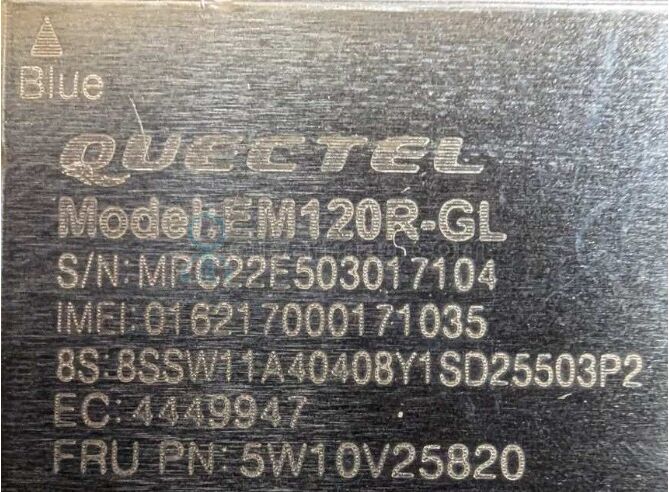 Blue
QUECTEL
Model:EM120R-GL
S/N: MPC22E503017104
IMEI: 016217000171035
8S:8SSW11A40408Y1SD25503P2
EC: 4449947
FRU PN: 5W10V25820